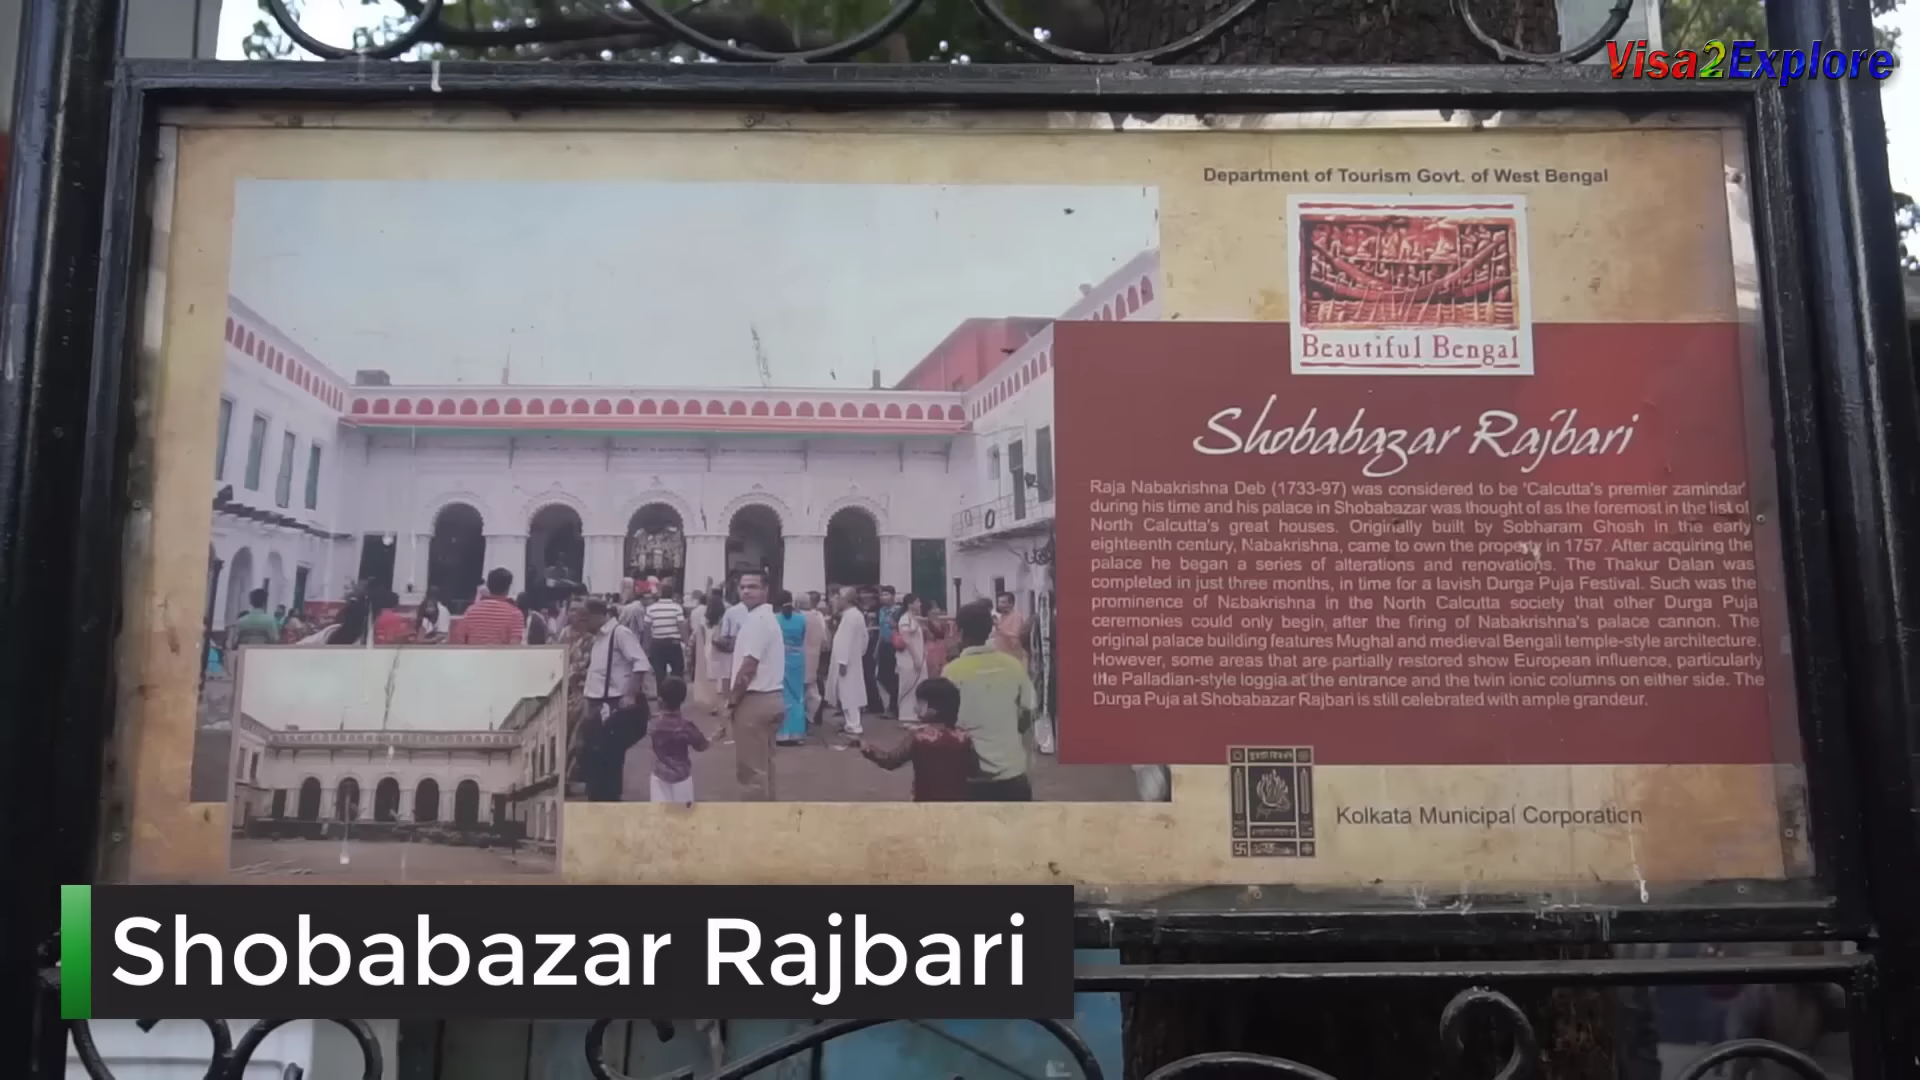 Visa2Explore
Department of Tourism Govt. of West Bengal
Beautiful Bengal
Shobabazar Rajbari
Raja Nabakrishna Deb (1733-97) was considered to be 'Calcutta's premier zamindar'
during his time and his palace in Shobabazar was thought of as the foremost in the list of
North Calcutta's great houses. Originally built by Sobharam Ghosh in the early
eighteenth century, Nabakrishna, came to own the property in 1757. After acquiring the
palace he began a series of alterations and renovations. The Thakur Dalan was
completed in just three months, in time for a lavish Durga Puja Festival. Such was the
prominence of Nabakrishna in the North Calcutta society that other Durga Puja
ceremonies could only begin after the firing of Nabakrishna's palace cannon. The
original palace building features Mughal and medieval Bengali temple-style architecture.
However, some areas that are partially restored show European influence, particularly
the Palladian-style loggia at the entrance and the twin ionic columns on either side. The
Durga Puja at Shobabazar Rajbari is still celebrated with ample grandeur.
Kolkata Municipal Corporation
Shobabazar Rajbari